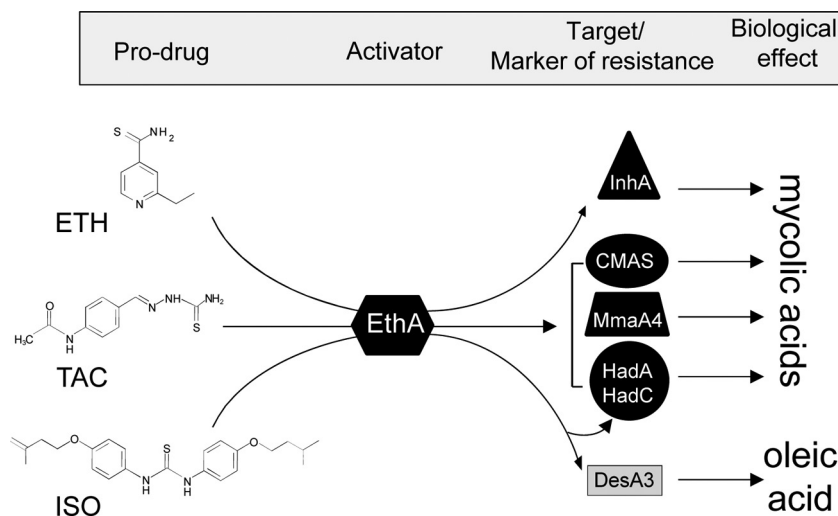 Pro-drug
Activator
Target/
Marker of resistance
Biological
effect
S
NH2
N
ETH
InhA
CMAS
MmaA4
HadA
HadC
mycolic acids
EthA
O
CH3
N
H
N
NH
NH2
S
TAC
O
S
N
H
N
H
O
ISO
DesA3
oleic
acid